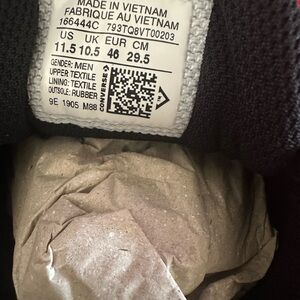 MADE IN VIETNAM
FABRIQUE AU VIETNAM
166444C 793TQ8VT00203
US UK EUR CM
11.5 10.5 46 29.5
GENDER: MEN
UPPER: TEXTILE
LINING: TEXTILE
OUTSOLE: RUBBER
9E 1905 M88
CONVERSE